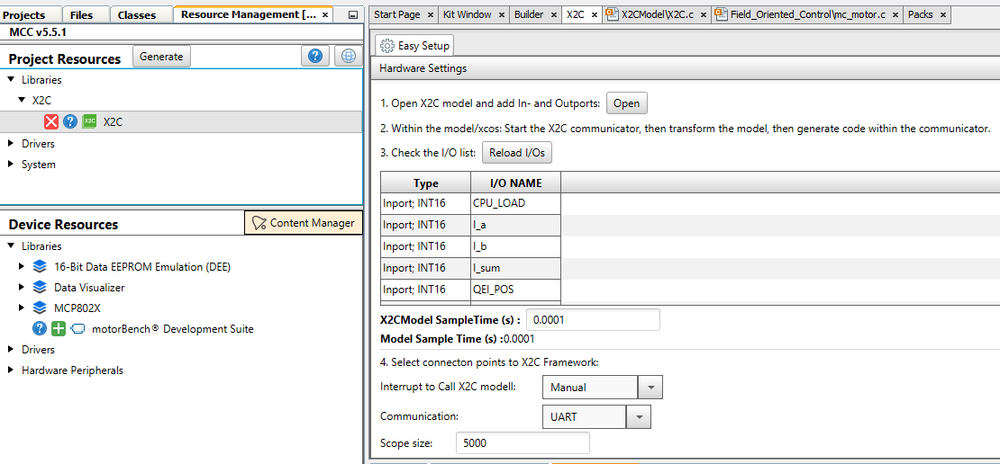 Projects Files Classes Resource Management [... ×
MCC v5.5.1
Project Resources Generate ?
Libraries
X2C
? X2C X2C
Drivers
System
Device Resources Content Manager
Libraries
16-Bit Data EEPROM Emulation (DEE)
Data Visualizer
MCP802X
? motorBench® Development Suite
Drivers
Hardware Peripherals
Start Page × Kit Window × Builder × X2C × X2CModel\X2C.c × Field_Oriented_Control\mc_motor.c × Packs ×
Easy Setup
Hardware Settings
1. Open X2C model and add In- and Outports: Open
2. Within the model/xcos: Start the X2C communicator, then transform the model, then generate code within the communicator.
3. Check the I/O list: Reload I/Os
Type I/O NAME
Inport; INT16 CPU_LOAD
Inport; INT16 I_a
Inport; INT16 I_b
Inport; INT16 I_sum
Inport; INT16 QEI_POS
X2CModel SampleTime (s) : 0.0001
Model Sample Time (s) :0.0001
4. Select connecton points to X2C Framework:
Interrupt to Call X2C modell: Manual
Communication: UART
Scope size: 5000